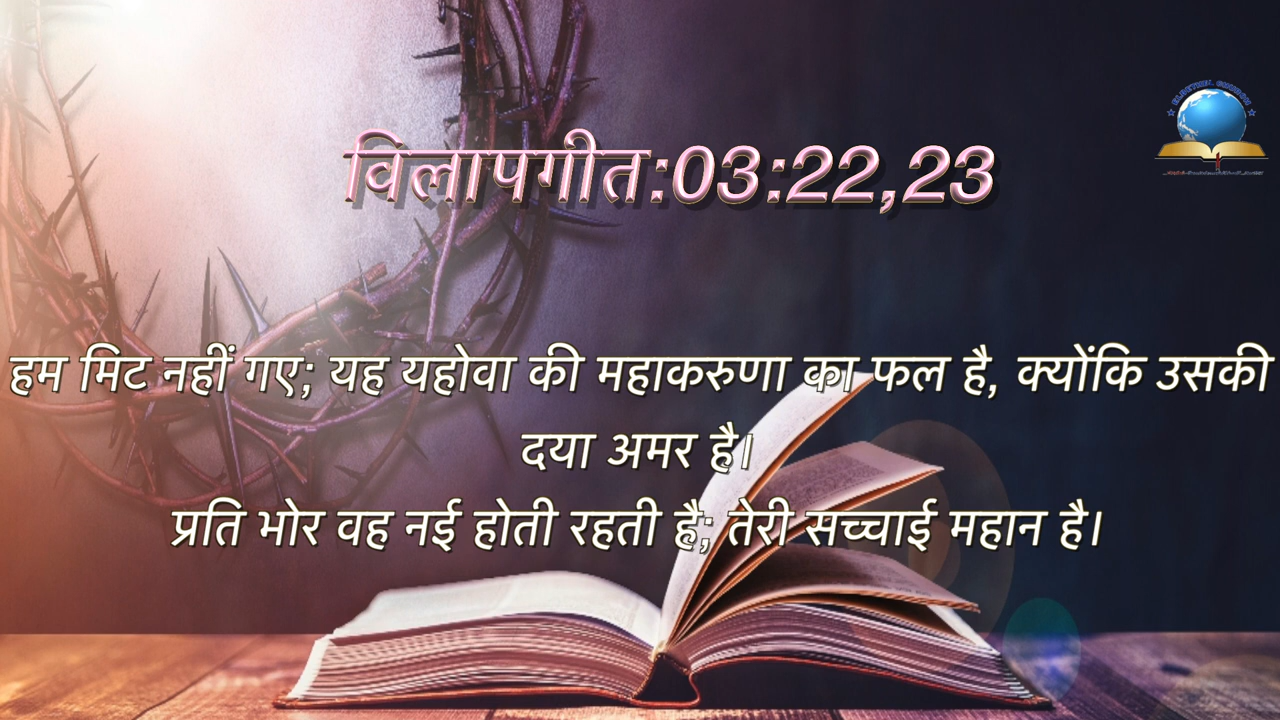 विलापगीत:03:22,23
हम मिट नहीं गए; यह यहोवा की महाकरुणा का फल है, क्योंकि उसकी
दया अमर है।
प्रति भोर वह नई होती रहती है; तेरी सच्चाई महान है।